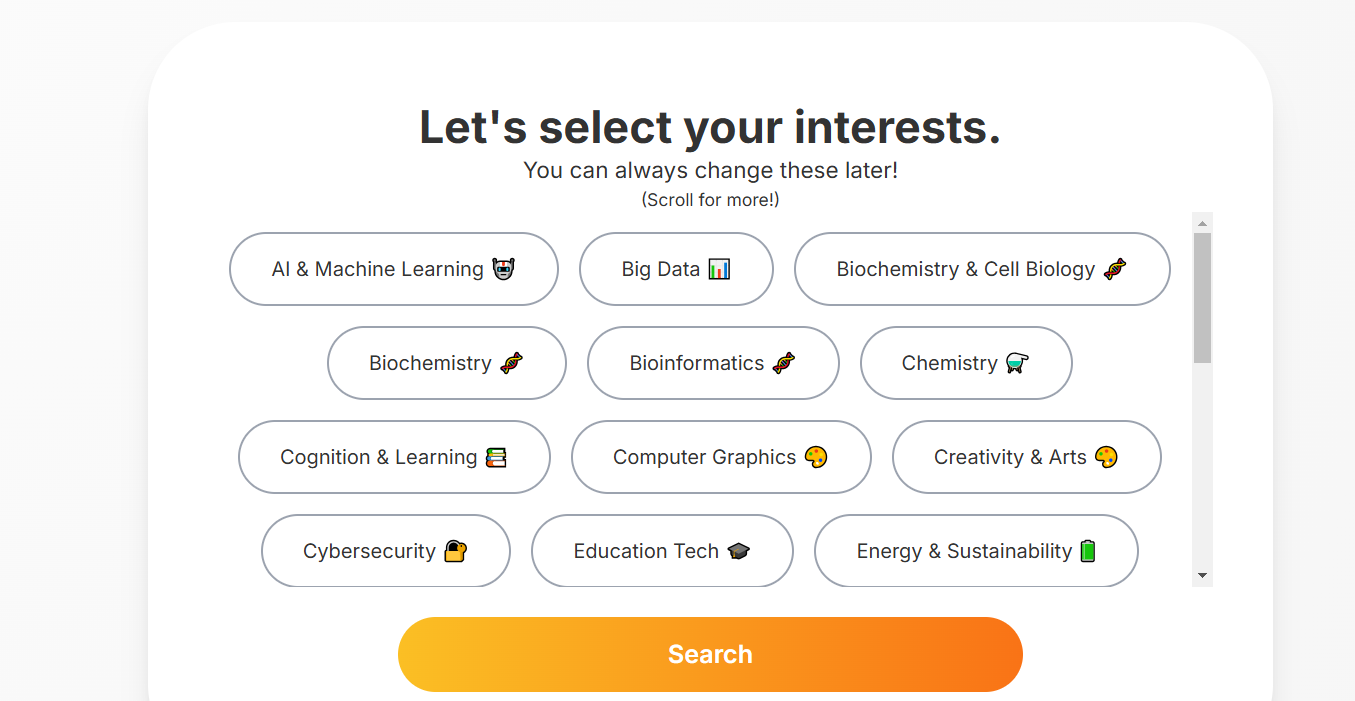 Let's select your interests.
You can always change these later!
(Scroll for more!)
AI & Machine Learning 🤖
Big Data 📊
Biochemistry & Cell Biology 🧬
Biochemistry 🧬
Bioinformatics 🧬
Chemistry ⚗️
Cognition & Learning 📚
Computer Graphics 🎨
Creativity & Arts 🎨
Cybersecurity 🔐
Education Tech 🎓
Energy & Sustainability 🔋
Search